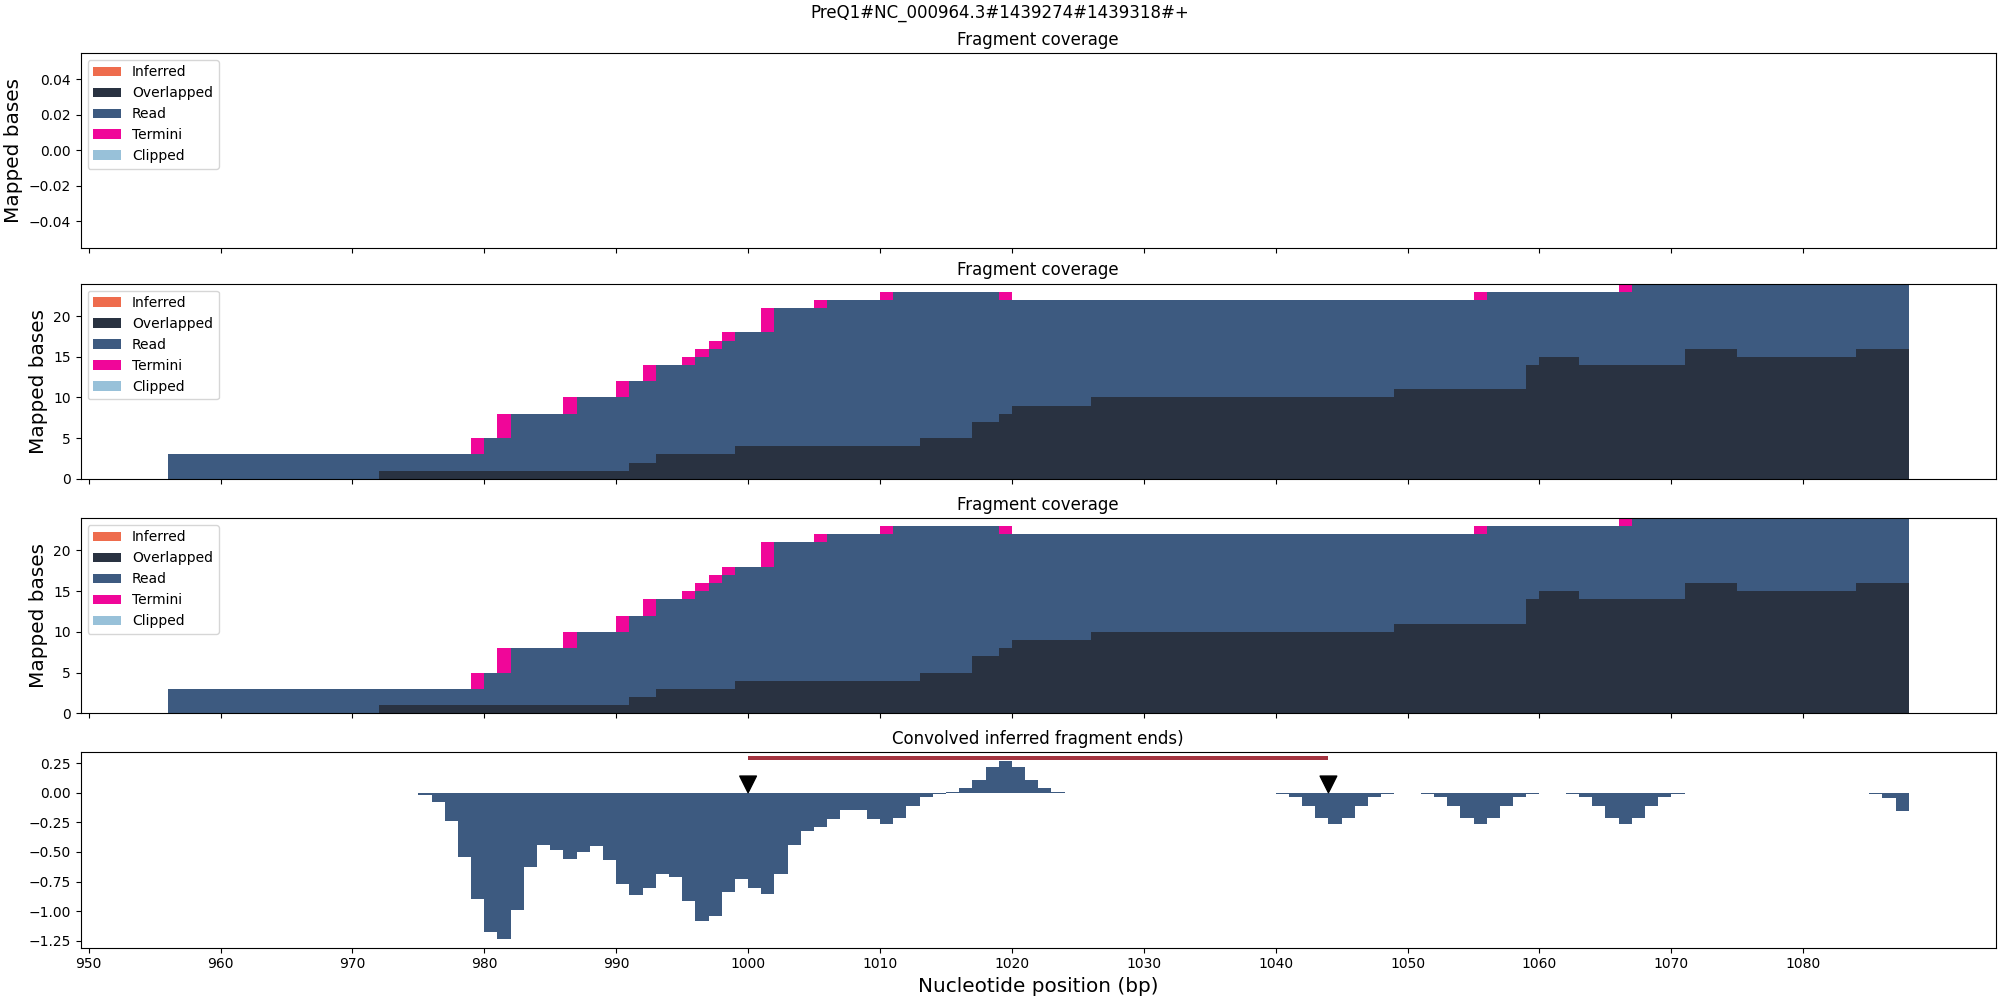 PreQ1#NC_000964.3#1439274#1439318#+
Fragment coverage
Mapped bases
0.04
0.02
0.00
−0.02
−0.04
Inferred
Overlapped
Read
Termini
Clipped
Fragment coverage
Mapped bases
20
15
10
5
0
Inferred
Overlapped
Read
Termini
Clipped
Fragment coverage
Mapped bases
20
15
10
5
0
Inferred
Overlapped
Read
Termini
Clipped
Convolved inferred fragment ends)
0.25
0.00
−0.25
−0.50
−0.75
−1.00
−1.25
950 960 970 980 990 1000 1010 1020 1030 1040 1050 1060 1070 1080
Nucleotide position (bp)